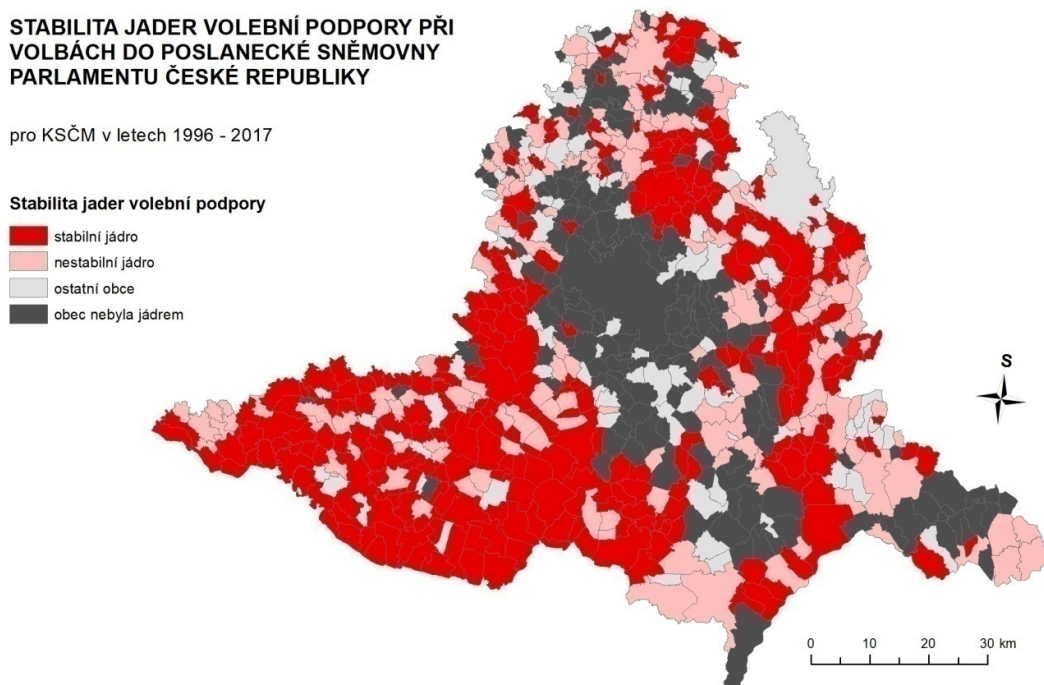 STABILITA JADER VOLEBNÍ PODPORY PŘI
VOLBÁCH DO POSLANECKÉ SNĚMOVNY
PARLAMENTU ČESKÉ REPUBLIKY
pro KSČM v letech 1996 - 2017
Stabilita jader volební podpory
stabilní jádro
nestabilní jádro
ostatní obce
obec nebyla jádrem
S
0 10 20 30 km